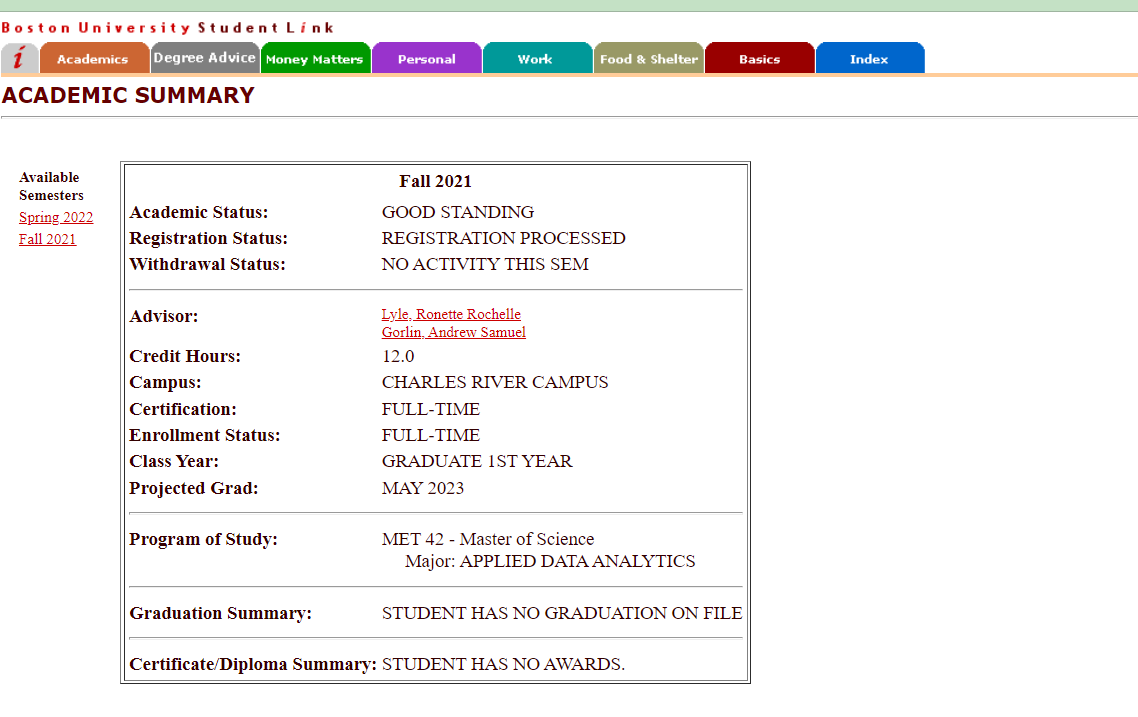 Boston University Student Link
i Academics Degree Advice Money Matters Personal Work Food & Shelter Basics Index
ACADEMIC SUMMARY
Available
Semesters
Spring 2022
Fall 2021
Fall 2021
Academic Status: GOOD STANDING
Registration Status: REGISTRATION PROCESSED
Withdrawal Status: NO ACTIVITY THIS SEM
Advisor: Lyle, Ronette Rochelle
Gorlin, Andrew Samuel
Credit Hours: 12.0
Campus: CHARLES RIVER CAMPUS
Certification: FULL-TIME
Enrollment Status: FULL-TIME
Class Year: GRADUATE 1ST YEAR
Projected Grad: MAY 2023
Program of Study: MET 42 - Master of Science
Major: APPLIED DATA ANALYTICS
Graduation Summary: STUDENT HAS NO GRADUATION ON FILE
Certificate/Diploma Summary: STUDENT HAS NO AWARDS.